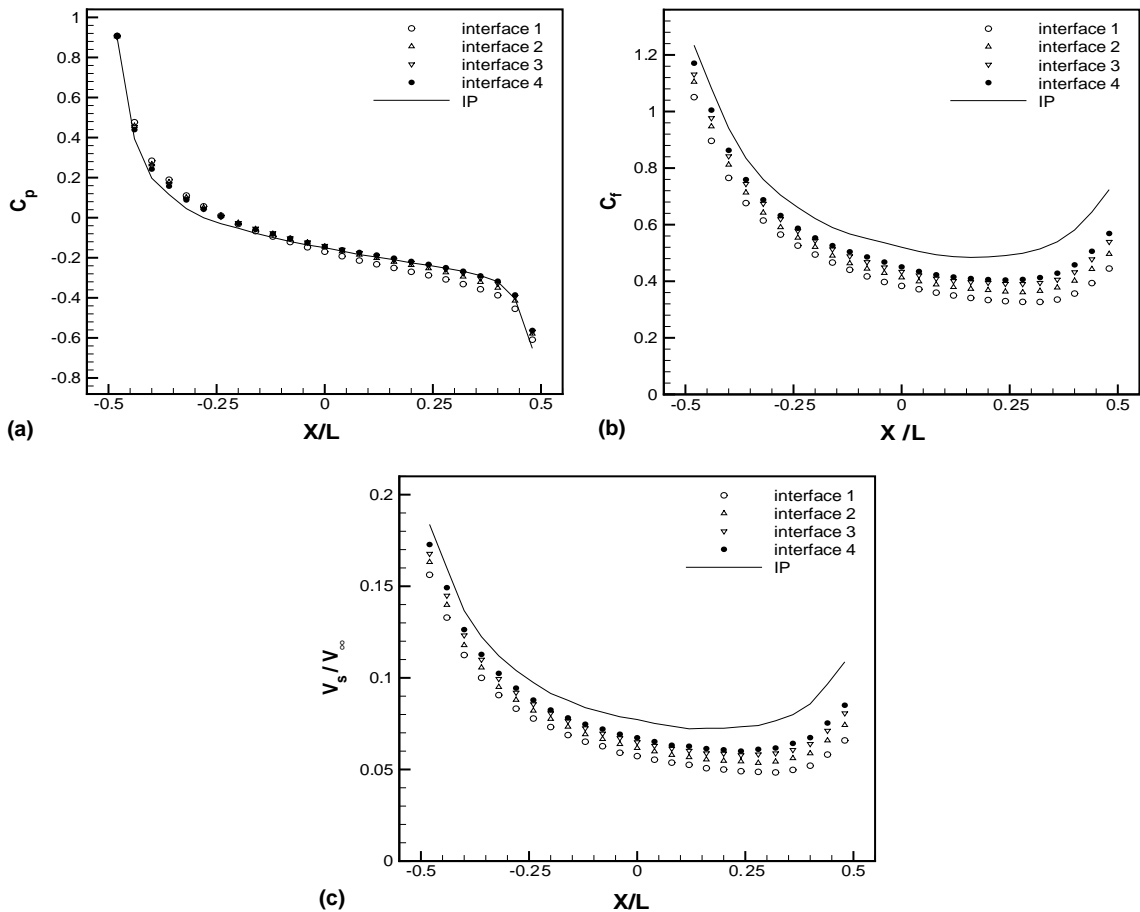 1
0.8
0.6
0.4
0.2
0
-0.2
-0.4
-0.6
-0.8
Cp
-0.5
-0.25
0
0.25
0.5
X/L
(a)
interface 1
interface 2
interface 3
interface 4
IP
1.2
1
0.8
0.6
0.4
0.2
0
Cf
-0.5
-0.25
0
0.25
0.5
X /L
(b)
interface 1
interface 2
interface 3
interface 4
IP
0.2
0.15
0.1
0.05
0
Vs / V∞
-0.5
-0.25
0
0.25
0.5
X/L
(c)
interface 1
interface 2
interface 3
interface 4
IP